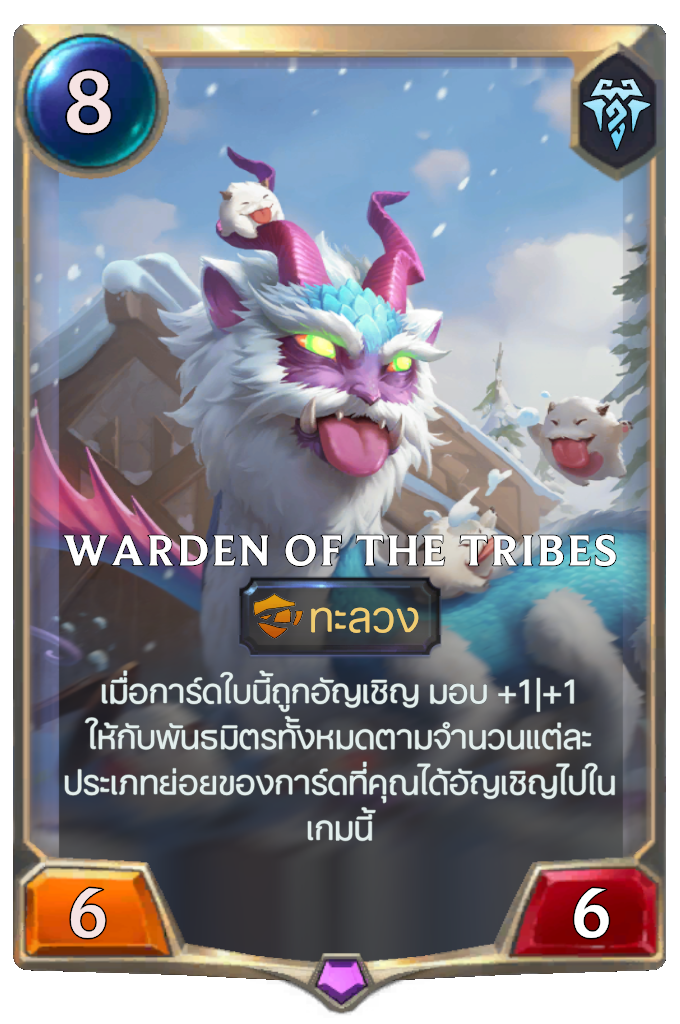 8
WARDEN OF THE TRIBES
ทะลวง
เมื่อการ์ดใบนี้ถูกอัญเชิญ มอบ +1|+1
ให้กับพันธมิตรทั้งหมดตามจำนวนแต่ละ
ประเภทย่อยของการ์ดที่คุณได้อัญเชิญไปใน
เกมนี้
6
6